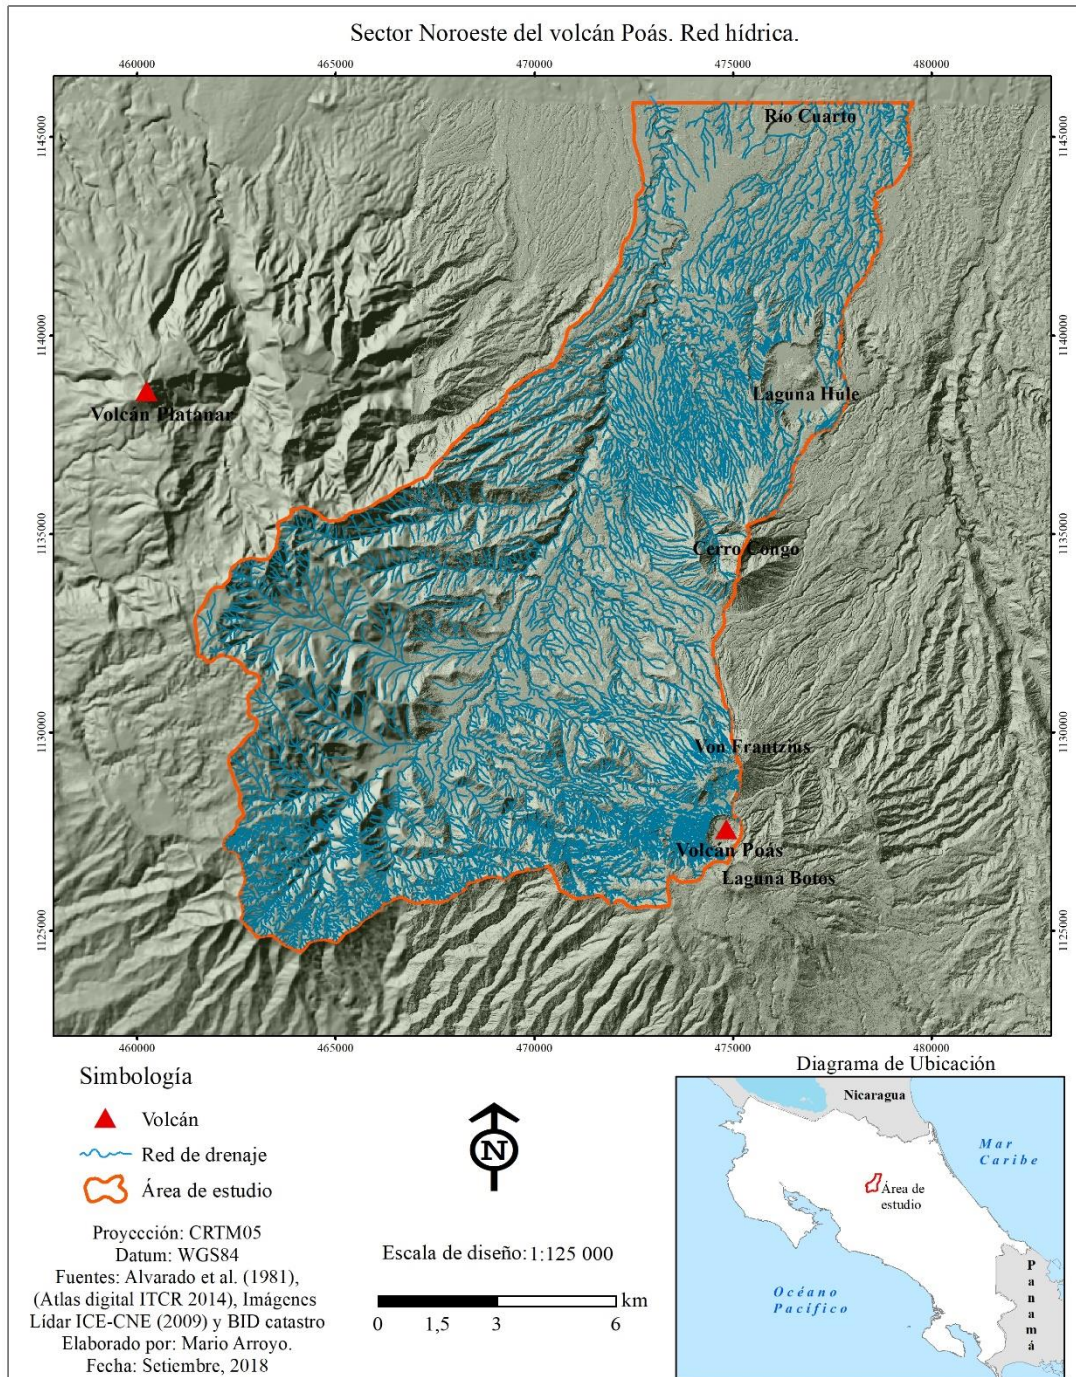 Sector Noroeste del volcán Poás. Red hídrica.
460000 465000 470000 475000 480000
1145000 1145000
Río Cuarto
1140000 1140000
Laguna Hule
Volcán Platanar
1135000 1135000
Cerro Congo
1130000 1130000
Von Frantzius
Volcán Poás
Laguna Botos
1125000 1125000
460000 465000 470000 475000 480000
Simbología
Volcán
Red de drenaje
Área de estudio
Proyección: CRTM05
Datum: WGS84
Fuentes: Alvarado et al. (1981),
(Atlas digital ITCR 2014), Imágenes
Lídar ICE-CNE (2009) y BID catastro
Elaborado por: Mario Arroyo.
Fecha: Setiembre, 2018
N
Escala de diseño: 1:125 000
km
0 1,5 3 6
Diagrama de Ubicación
Nicaragua
Mar
Caribe
Área de
estudio
Océano
Pacífico
Panamá